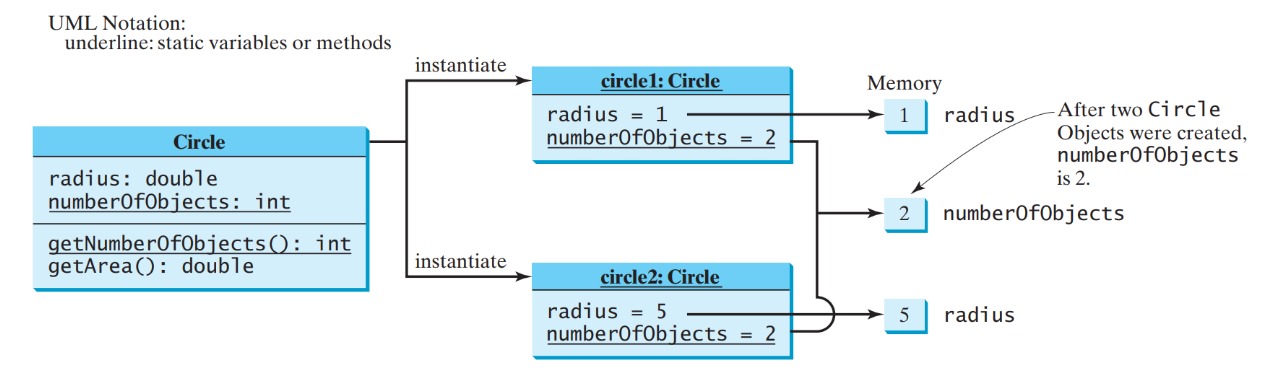 UML Notation:
underline: static variables or methods
instantiate
circle1: Circle
radius = 1
numberOfObjects = 2
Memory
1 radius
After two Circle
Objects were created,
numberOfObjects
is 2.
Circle
radius: double
numberOfObjects: int
getNumberOfObjects(): int
getArea(): double
2 numberOfObjects
instantiate
circle2: Circle
radius = 5
numberOfObjects = 2
5 radius